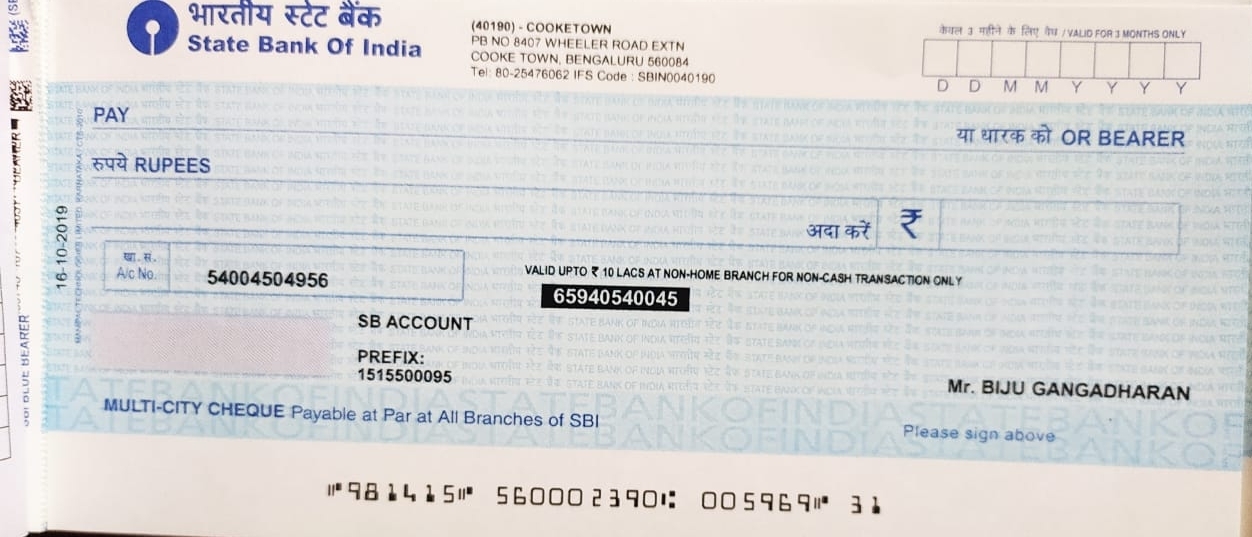 भारतीय स्टेट बैंक
State Bank Of India
(40190) - COOKETOWN
PB NO 8407 WHEELER ROAD EXTN
COOKE TOWN, BENGALURU 560084
Tel: 80-25476062 IFS Code : SBIN0040190
केवल 3 महीने के लिए वैध / VALID FOR 3 MONTHS ONLY
D D M M Y Y Y Y
PAY
या धारक को OR BEARER
रुपये RUPEES
अदा करें ₹
16-10-2019
खा. सं.
A/c No. 54004504956
VALID UPTO ₹ 10 LACS AT NON-HOME BRANCH FOR NON-CASH TRANSACTION ONLY
65940540045
SB ACCOUNT
PREFIX:
1515500095
Mr. BIJU GANGADHARAN
MULTI-CITY CHEQUE Payable at Par at All Branches of SBI
Please sign above
STATE BANK OF INDIA
⑈981415⑈ 560002390⑆ 005969⑈ 31
SBI BLUE BEARER